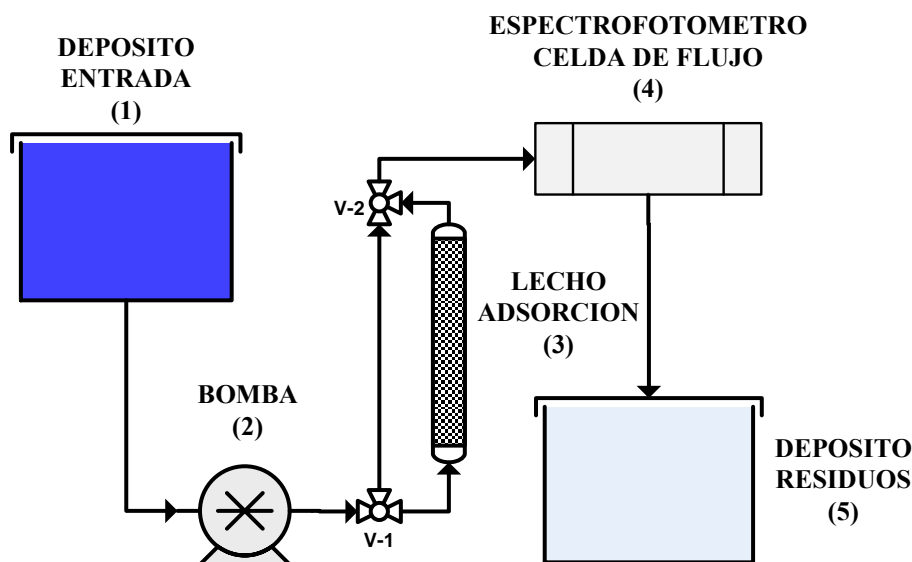 DEPOSITO
ENTRADA
(1)
ESPECTROFOTOMETRO
CELDA DE FLUJO
(4)
V-2
LECHO
ADSORCION
(3)
BOMBA
(2)
V-1
DEPOSITO
RESIDUOS
(5)